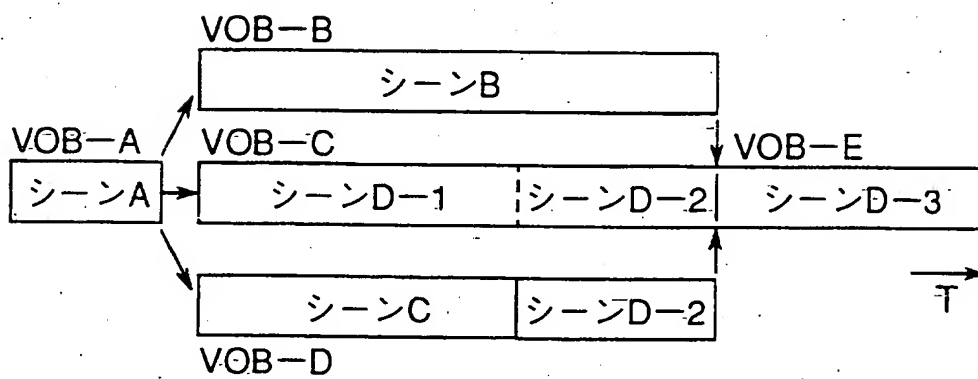 VOB-B
シーンB
VOB-A
VOB-C
VOB-E
シーンA
シーンD-1
シーンD-2
シーンD-3
T
シーンC
シーンD-2
VOB-D